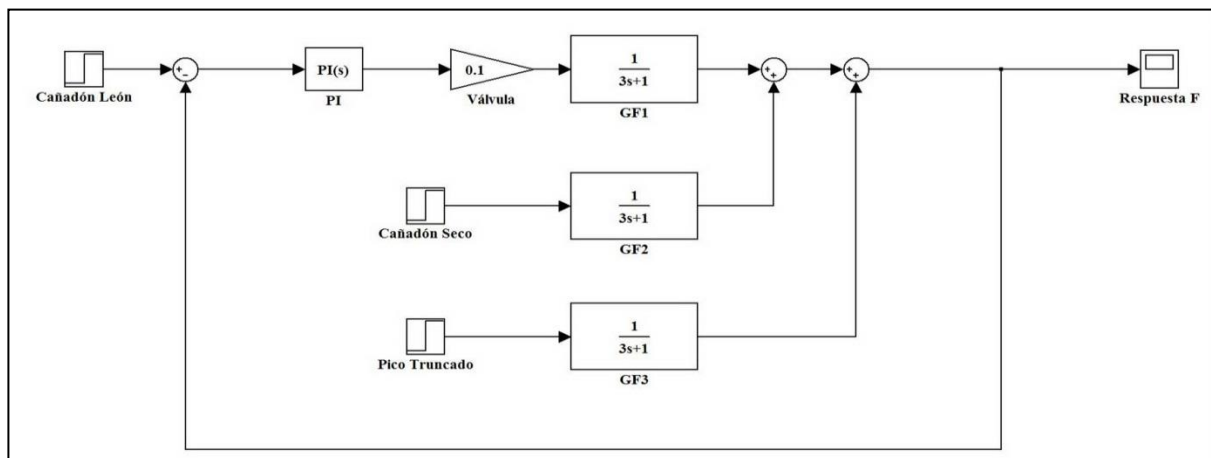 Cañadón León
+
−
PI(s)
PI
0.1
Válvula
1
3s+1
GF1
+
+
+
+
Respuesta F
Cañadón Seco
1
3s+1
GF2
Pico Truncado
1
3s+1
GF3